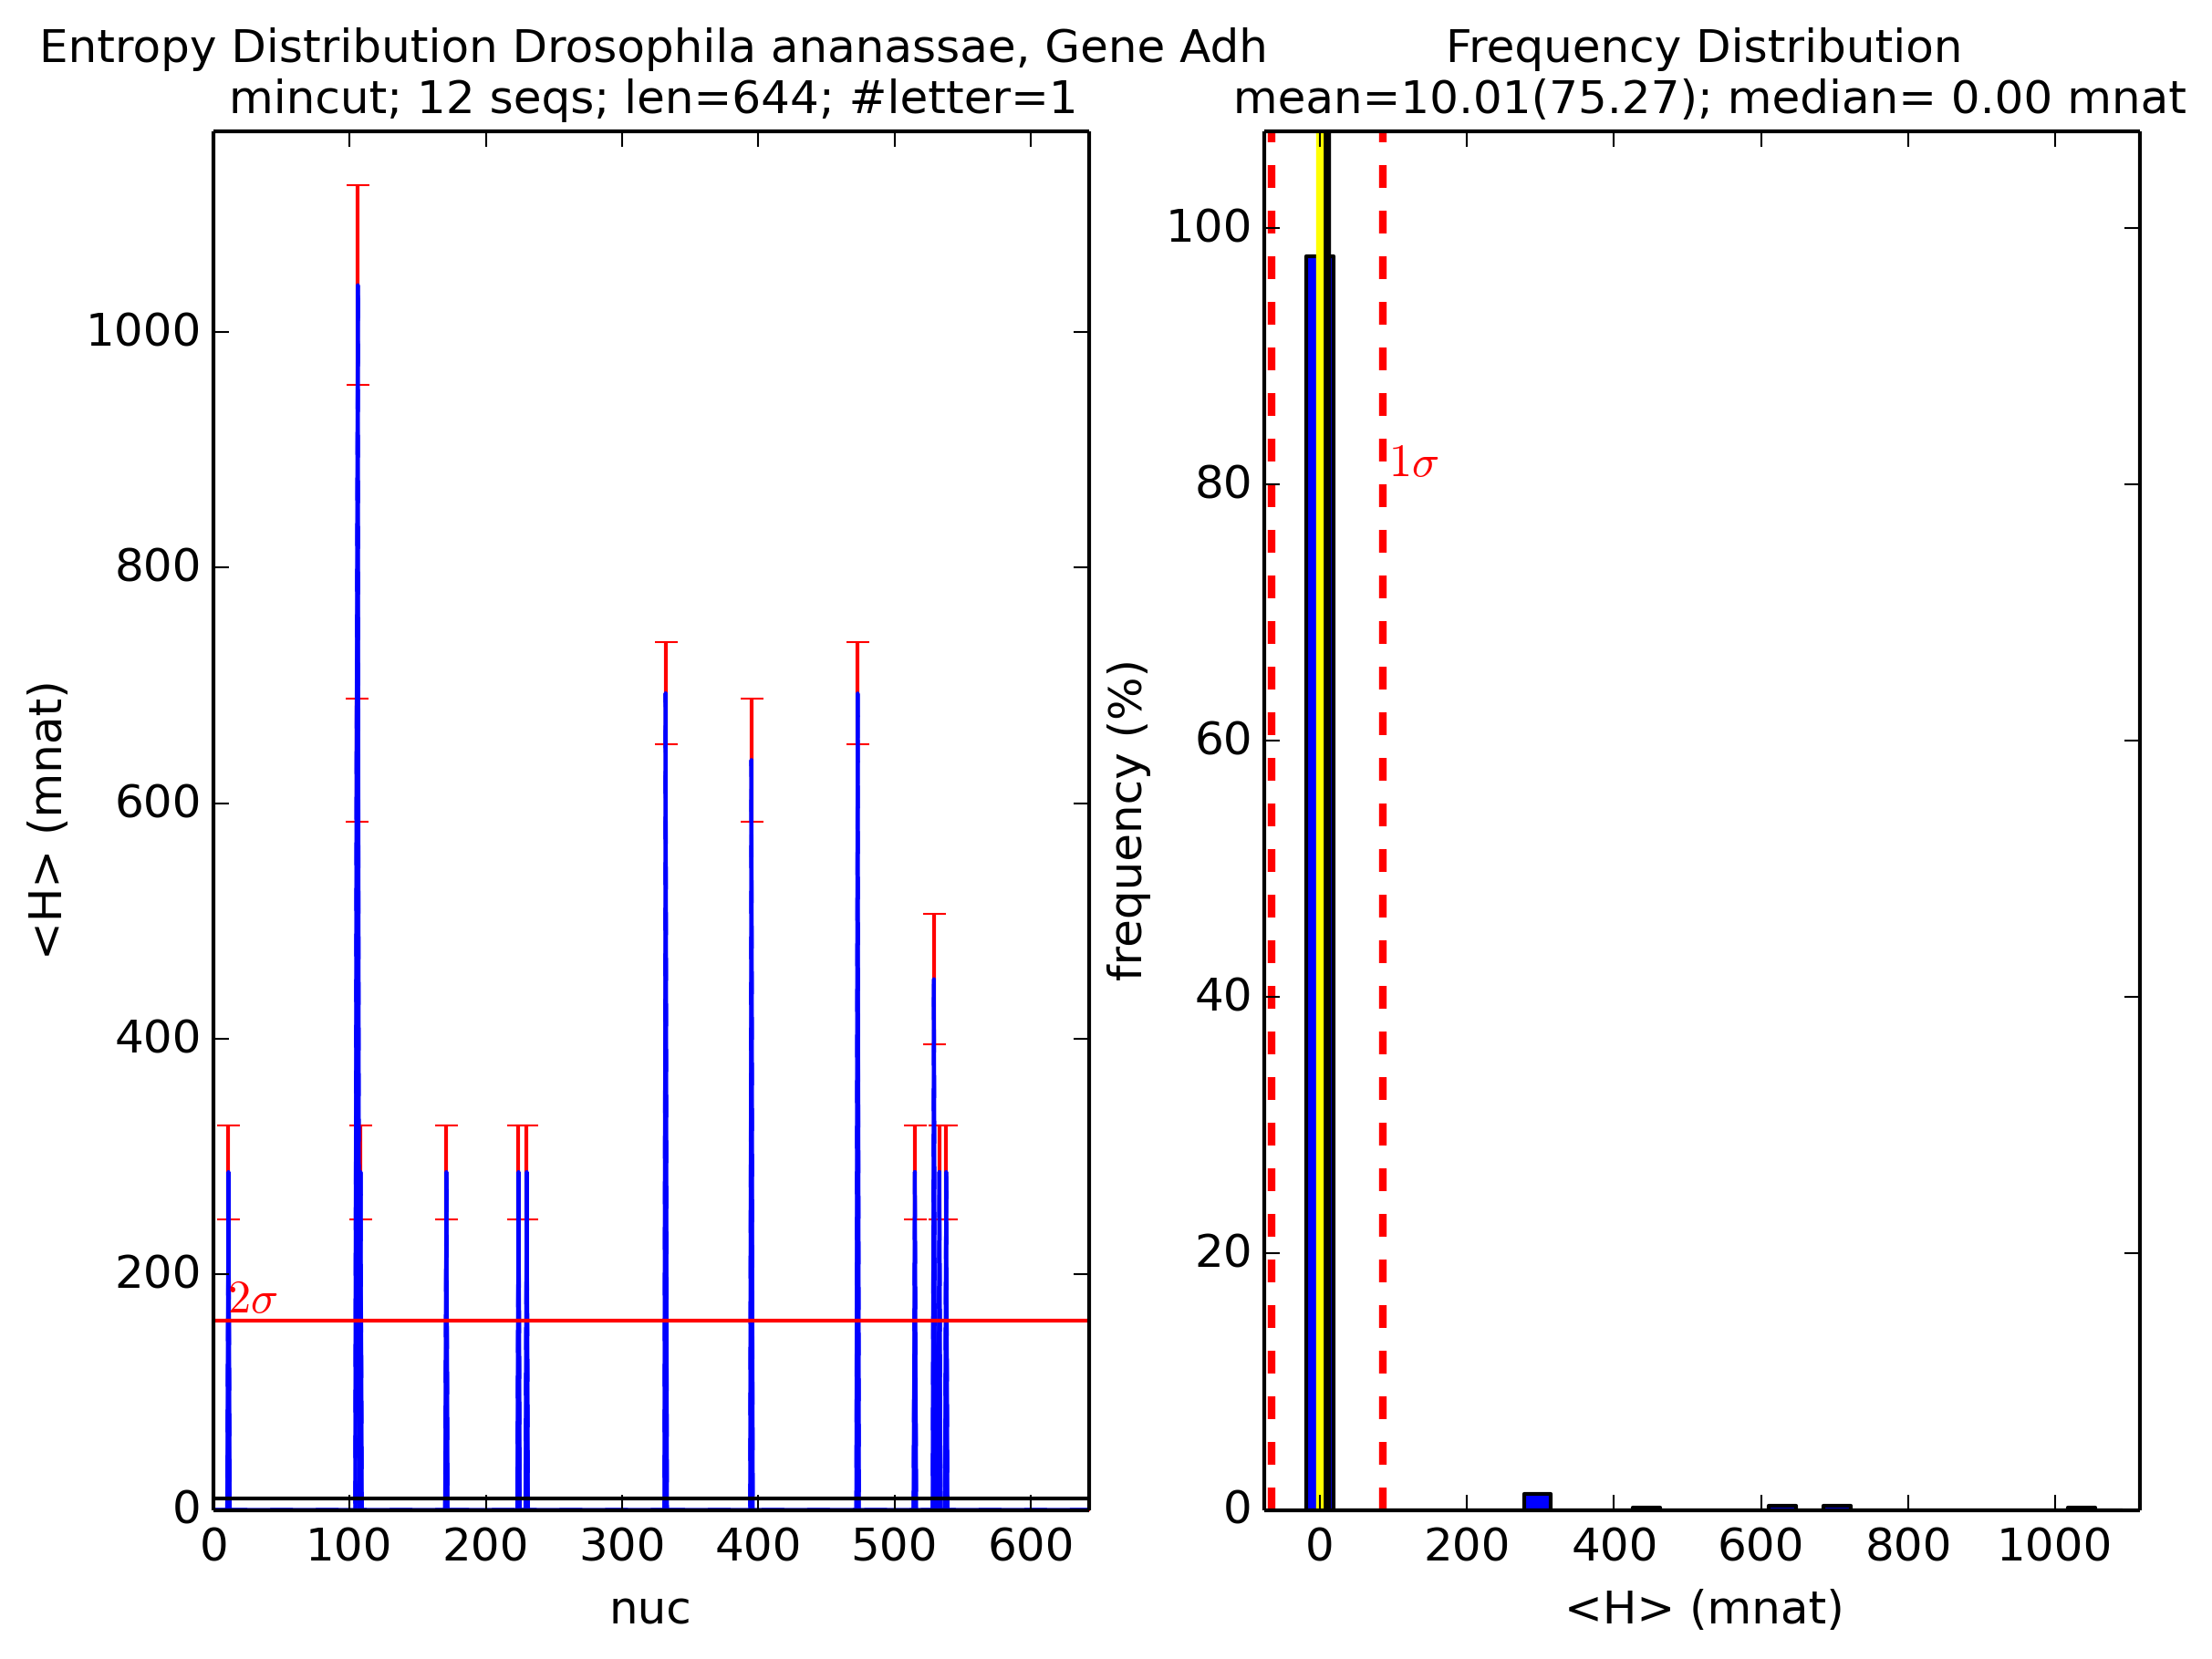 Entropy Distribution Drosophila ananassae, Gene Adh
mincut; 12 seqs; len=644; #letter=1
<H> (mnat)
1000
800
600
400
200
0
2σ
0 100 200 300 400 500 600
nuc
Frequency Distribution
mean=10.01(75.27); median= 0.00 mnat
frequency (%)
100
80
60
40
20
0
1σ
0 200 400 600 800 1000
<H> (mnat)